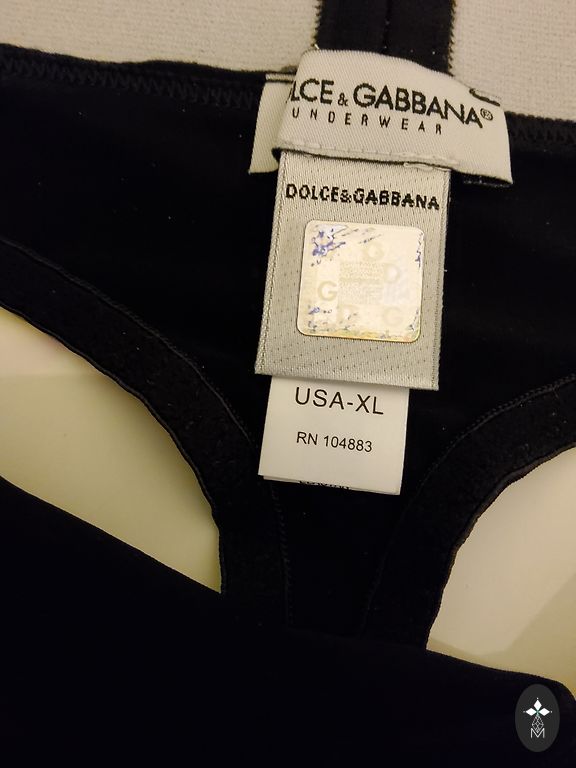 LCE & GABBANA®
UNDERWEAR
DOLCE&GABBANA
G
D
G
D G
USA-XL
RN 104883
M